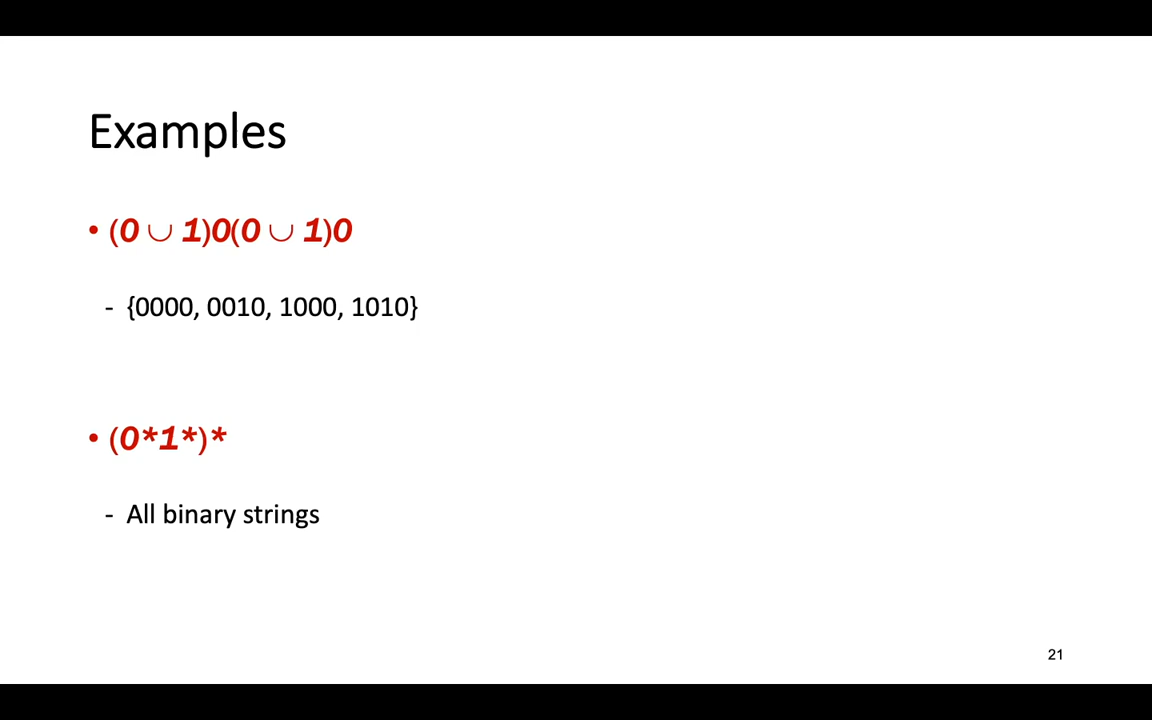 Examples
• (0 ∪ 1)0(0 ∪ 1)0
- {0000, 0010, 1000, 1010}
• (0*1*)*
- All binary strings
21